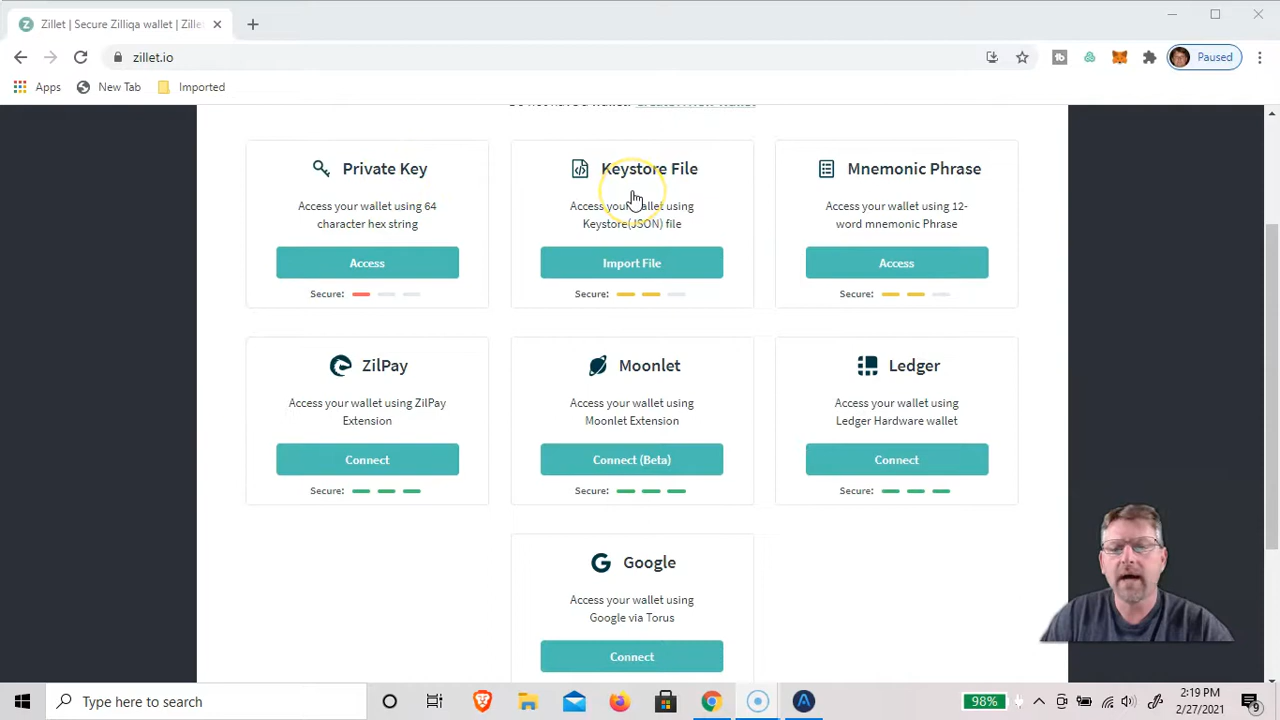 Zillet | Secure Zilliqa wallet | Zille
zillet.io
Paused
Apps
New Tab
Imported
Private Key
Access your wallet using 64
character hex string
Access
Secure:
Keystore File
Access your wallet using
Keystore(JSON) file
Import File
Secure:
Mnemonic Phrase
Access your wallet using 12-
word mnemonic Phrase
Access
Secure:
ZilPay
Access your wallet using ZilPay
Extension
Connect
Secure:
Moonlet
Access your wallet using
Moonlet Extension
Connect (Beta)
Secure:
Ledger
Access your wallet using
Ledger Hardware wallet
Connect
Secure:
Google
Access your wallet using
Google via Torus
Connect
Type here to search
98%
2:19 PM
2/27/2021
9